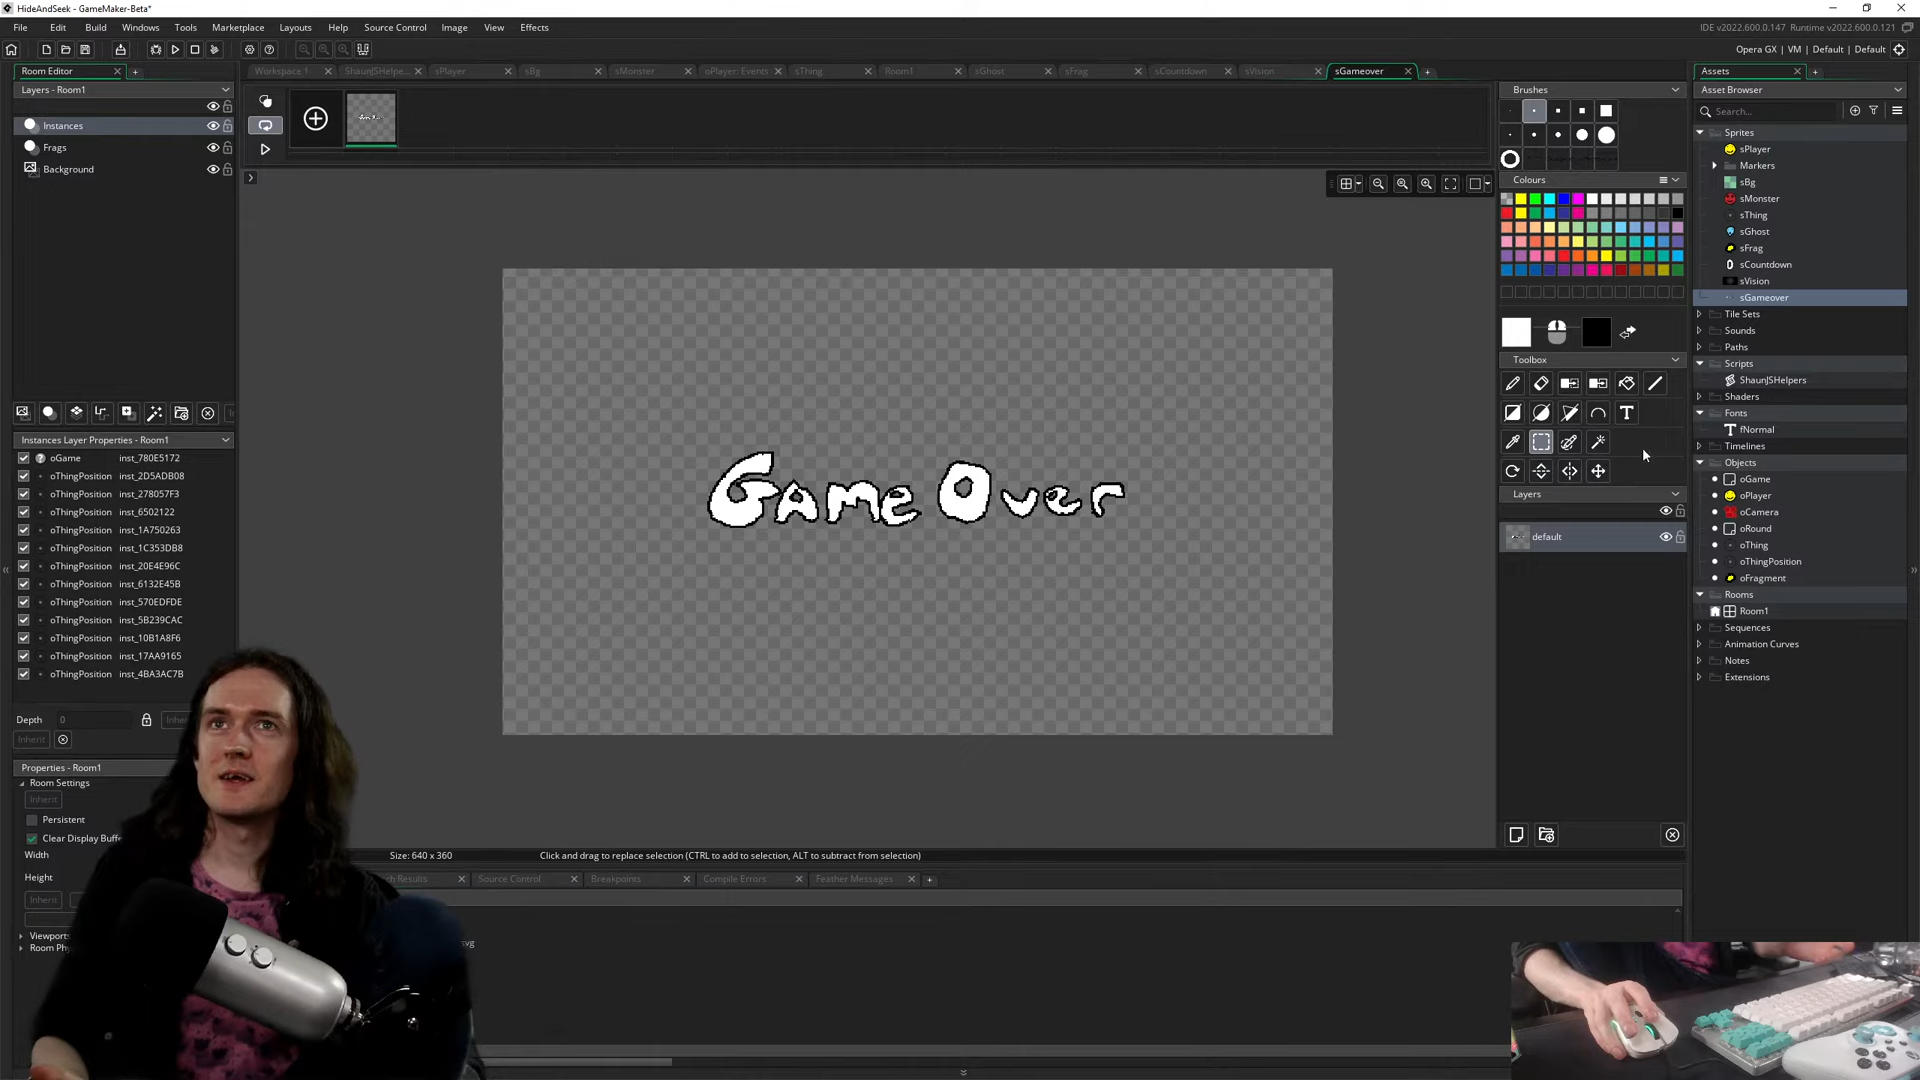 HideAndSeek - GameMaker-Beta*
File Edit Build Windows Tools Marketplace Layouts Help Source Control Image View Effects
IDE v2022.600.0.147 Runtime v2022.600.0.121
Opera GX | VM | Default | Default
Room Editor
Workspace 1 ShaunJSHelpe... sPlayer sBg sMonster oPlayer: Events sThing Room1 sGhost sFrag sCountdown sVision sGameover
Assets
Layers - Room1
Brushes
Asset Browser
Search...
Instances
Frags
Background
Colours
Toolbox
Layers
default
Sprites
sPlayer
Markers
sBg
sMonster
sThing
sGhost
sFrag
sCountdown
sVision
sGameover
Tile Sets
Sounds
Paths
Scripts
ShaunJSHelpers
Shaders
Fonts
fNormal
Timelines
Objects
oGame
oPlayer
oCamera
oRound
oThing
oThingPosition
oFragment
Rooms
Room1
Sequences
Animation Curves
Notes
Extensions
Game Over
Instances Layer Properties - Room1
oGame inst_780E5172
oThingPosition inst_2D5ADB08
oThingPosition inst_278057F3
oThingPosition inst_6502122
oThingPosition inst_1A750263
oThingPosition inst_1C353DB8
oThingPosition inst_20E4E96C
oThingPosition inst_6132E45B
oThingPosition inst_570EDFDE
oThingPosition inst_5B239CAC
oThingPosition inst_10B1A8F6
oThingPosition inst_17AA9165
oThingPosition inst_4BA3AC7B
Depth 0
Inherit
Properties - Room1
Room Settings
Inherit
Persistent
Clear Display Buffe
Width
Height
Inherit
Viewports
Room Phy
Size: 640 x 360 Click and drag to replace selection (CTRL to add to selection, ALT to subtract from selection)
Results Source Control Breakpoints Compile Errors Feather Messages
svg